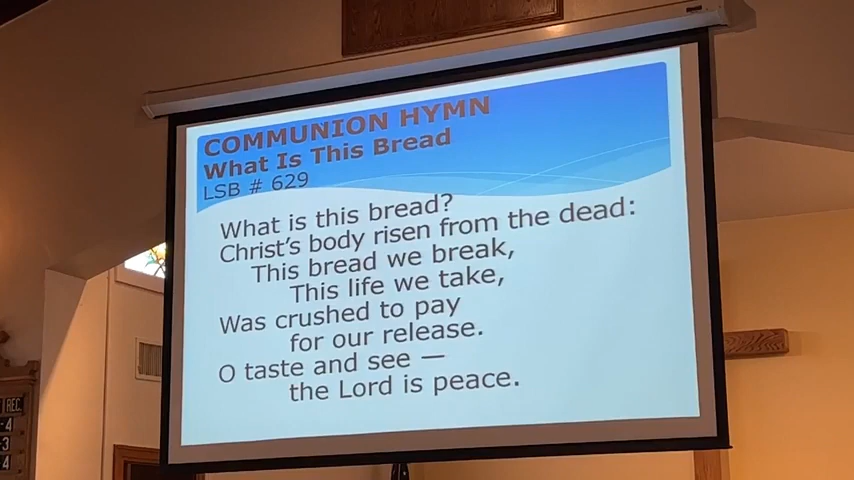 COMMUNION HYMN
What Is This Bread
LSB # 629
What is this bread?
Christ's body risen from the dead:
This bread we break,
This life we take,
Was crushed to pay
for our release.
O taste and see —
the Lord is peace.
REC.
-4
-3
-4